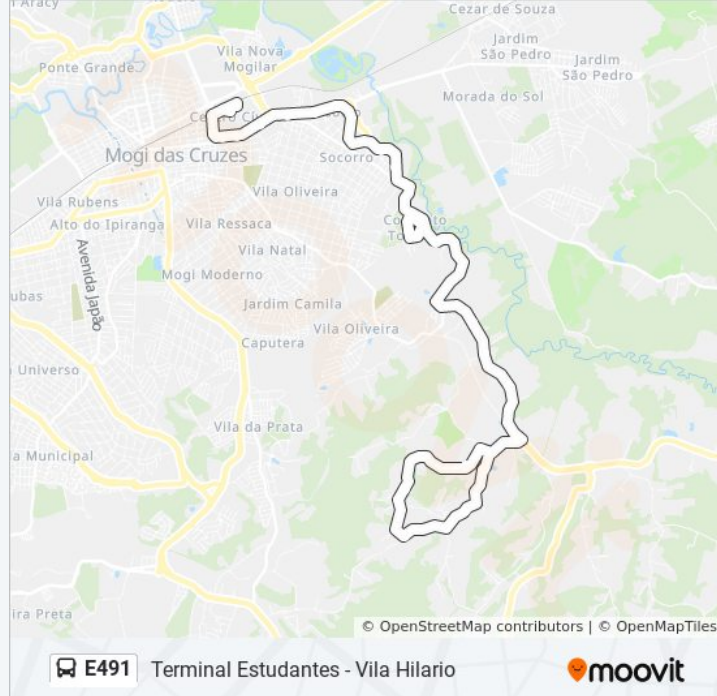 o Aracy
Cezar de Souza
Vila Nova
Mogilar
Jardim
São Pedro
Jardim
São Pedro
Ponte Grande
Morada do Sol
Mogi das Cruzes
Socorro
Vila Oliveira
Vila Rubens
Alto do Ipiranga
Vila Ressaca
Vila Natal
Avenida Japão
Mogi Moderno
ubas
Jardim Camila
Vila Oliveira
Caputera
a Universo
Vila da Prata
a Municipal
ira Preta
© OpenStreetMap contributors | © OpenMapTiles
E491 Terminal Estudantes - Vila Hilario
moovit